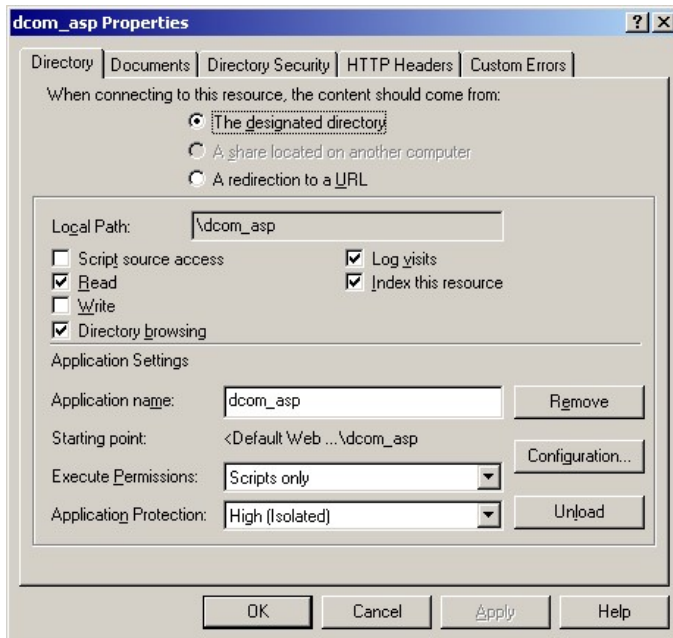 dcom_asp Properties
Directory Documents Directory Security HTTP Headers Custom Errors
When connecting to this resource, the content should come from:
The designated directory
A share located on another computer
A redirection to a URL
Local Path: \dcom_asp
Script source access Log visits
Read Index this resource
Write
Directory browsing
Application Settings
Application name: dcom_asp Remove
Starting point: <Default Web ...\dcom_asp
Configuration...
Execute Permissions: Scripts only
Application Protection: High (Isolated) Unload
OK Cancel Apply Help